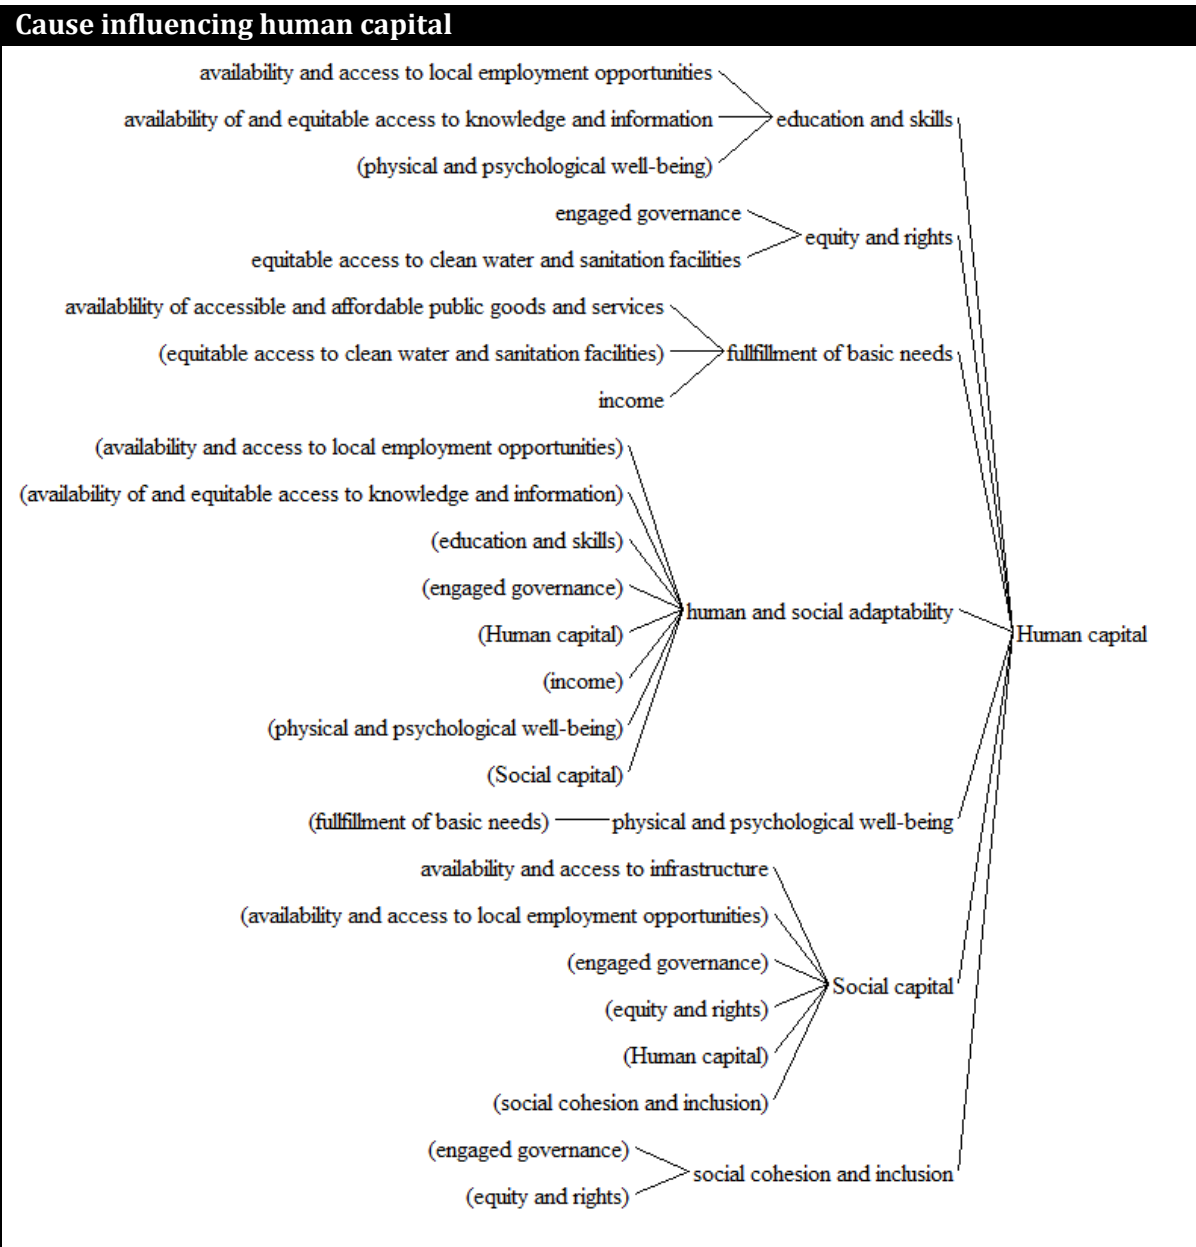 Cause influencing human capital
availability and access to local employment opportunities
availability of and equitable access to knowledge and information
education and skills
(physical and psychological well-being)
engaged governance
equity and rights
equitable access to clean water and sanitation facilities
availablility of accessible and affordable public goods and services
(equitable access to clean water and sanitation facilities)
fullfillment of basic needs
income
(availability and access to local employment opportunities)
(availability of and equitable access to knowledge and information)
(education and skills)
(engaged governance)
human and social adaptability
(Human capital)
Human capital
(income)
(physical and psychological well-being)
(Social capital)
(fullfillment of basic needs)
physical and psychological well-being
availability and access to infrastructure
(availability and access to local employment opportunities)
(engaged governance)
Social capital
(equity and rights)
(Human capital)
(social cohesion and inclusion)
(engaged governance)
social cohesion and inclusion
(equity and rights)